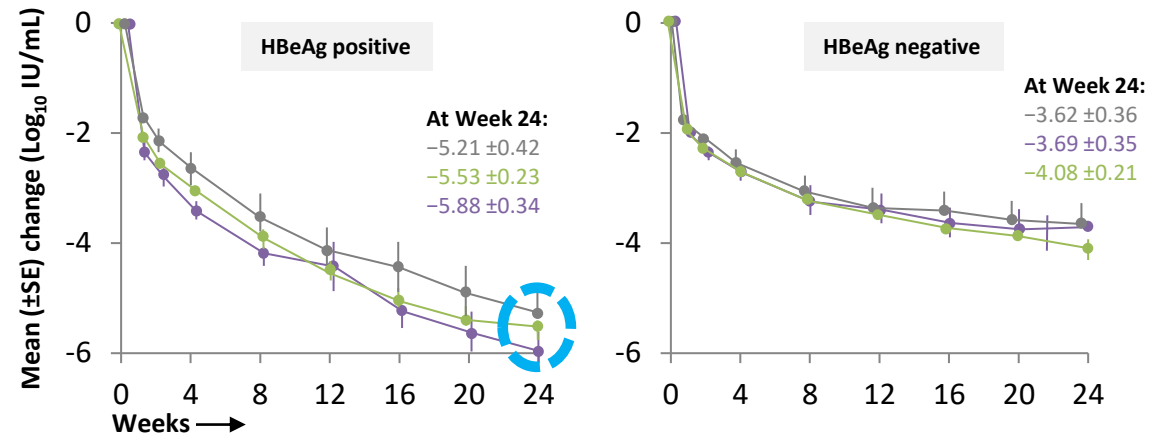 Mean (±SE) change (Log₁₀ IU/mL)
HBeAg positive
At Week 24:
−5.21 ±0.42
−5.53 ±0.23
−5.88 ±0.34
0
-2
-4
-6
0 4 8 12 16 20 24
Weeks
HBeAg negative
At Week 24:
−3.62 ±0.36
−3.69 ±0.35
−4.08 ±0.21
0
-2
-4
-6
0 4 8 12 16 20 24